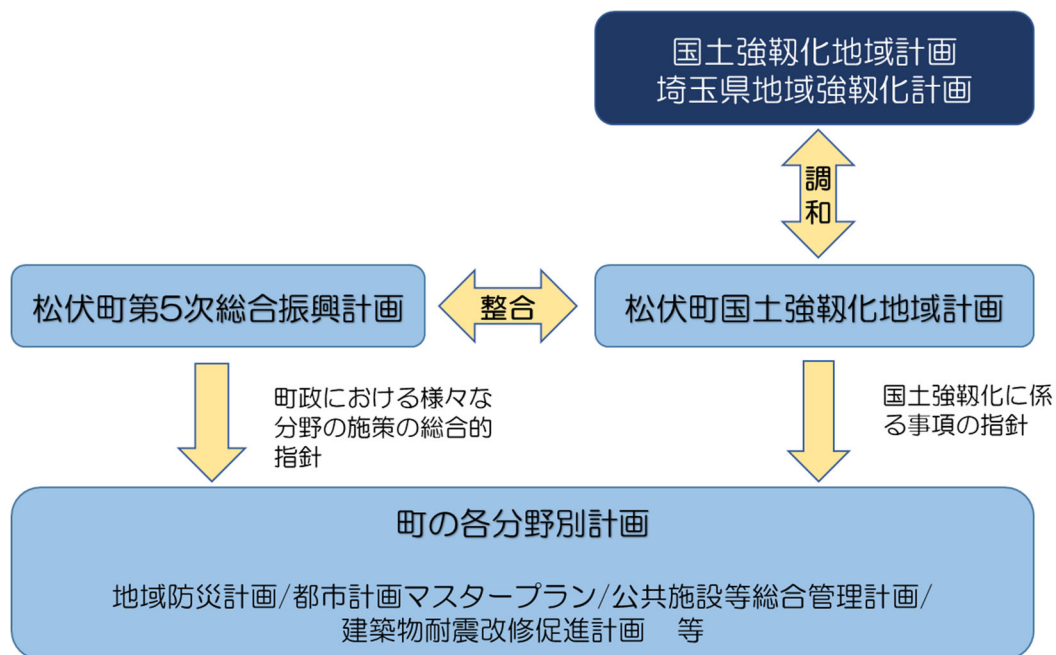 国土強靱化地域計画
埼玉県地域強靱化計画
調
和
松伏町第5次総合振興計画
整合
松伏町国土強靱化地域計画
町政における様々な
分野の施策の総合的
指針
国土強靱化に係
る事項の指針
町の各分野別計画
地域防災計画/都市計画マスタープラン/公共施設等総合管理計画/
建築物耐震改修促進計画　等